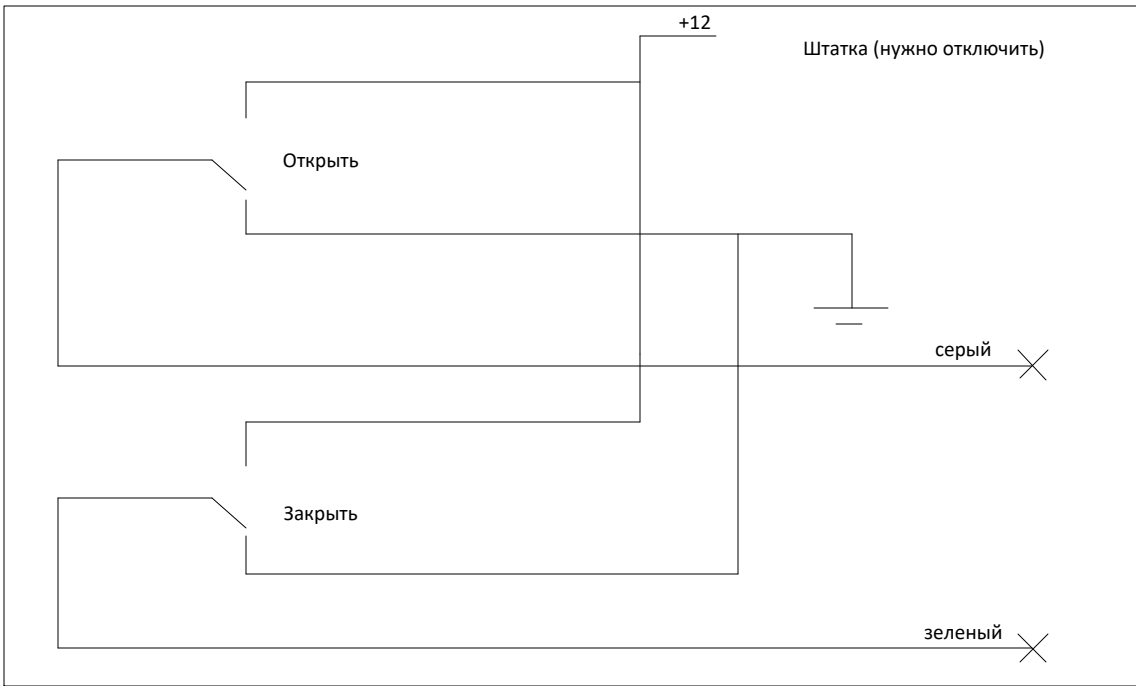 +12
Штатка (нужно отключить)
Открыть
серый
Закрыть
зеленый